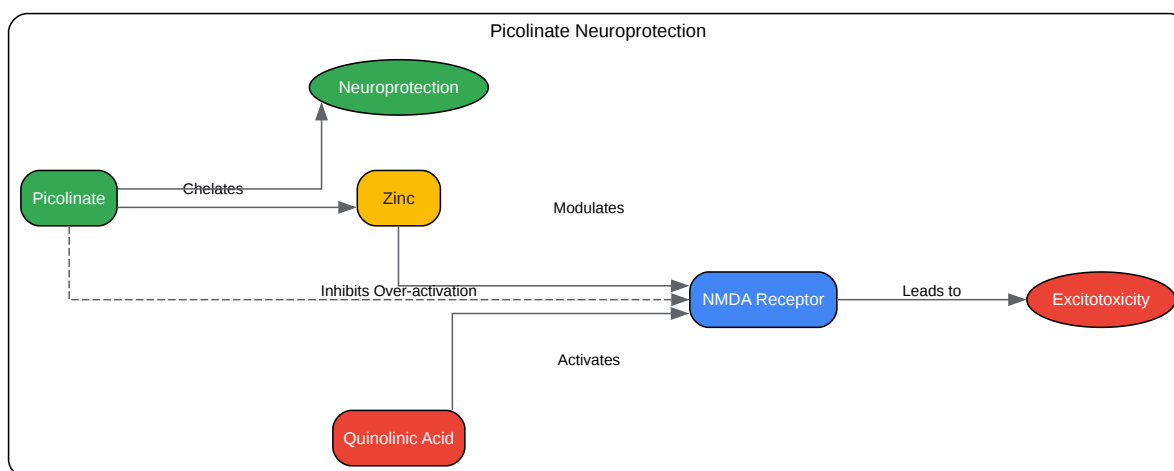 Picolinate Neuroprotection
Neuroprotection
Picolinate
Chelates
Zinc
Modulates
Inhibits Over-activation
NMDA Receptor
Leads to
Excitotoxicity
Activates
Quinolinic Acid